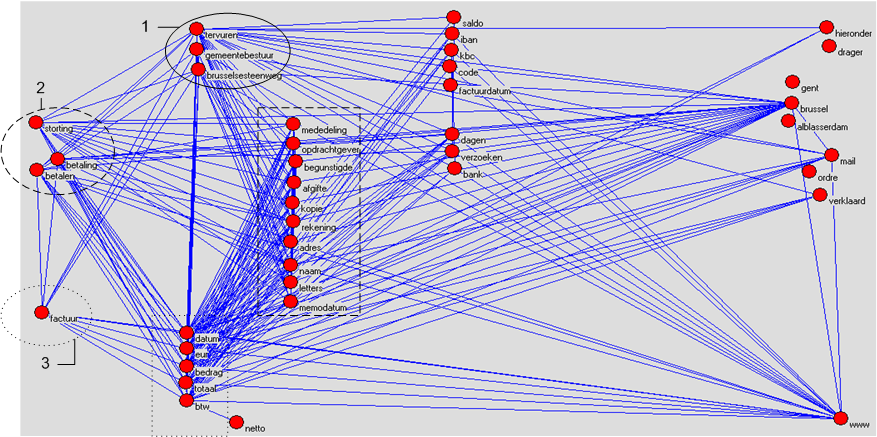 1
tervuren
gemeentebestuur
brusselsesteenweg
2
storting
betaling
betalen
factuur
3
mededeling
opdrachtgever
begunstigde
afgifte
kopie
rekening
adres
naam
letters
memodatum
datum
eur
bedrag
totaal
btw
netto
saldo
iban
kbc
code
factuurdatum
dagen
verzoeken
bank
hieronder
drager
gent
brussel
alblasserdam
mail
ordre
verklaard
www